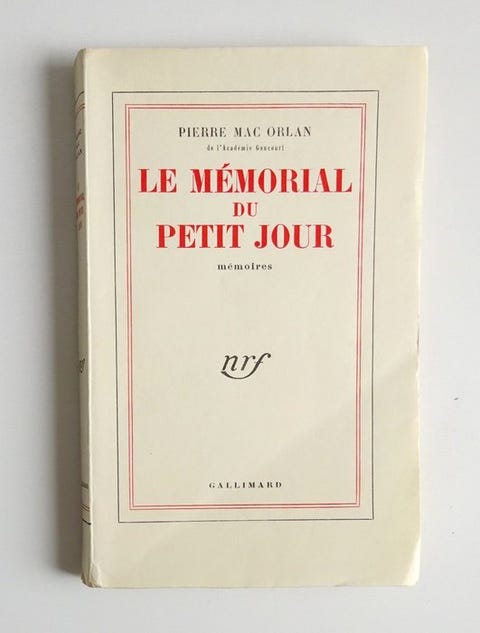 PIERRE MAC ORLAN
de l'Académie Goncourt
LE MÉMORIAL
DU
PETIT JOUR
mémoires
nrf
GALLIMARD